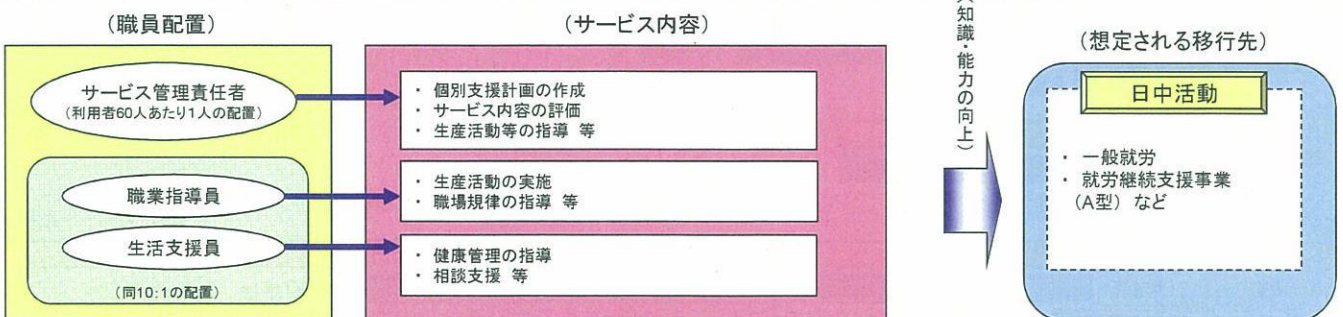 (職員配置)
サービス管理責任者
(利用者60人あたり1人の配置)
職業指導員
生活支援員
(同10:1の配置)
(サービス内容)
・ 個別支援計画の作成
・ サービス内容の評価
・ 生産活動等の指導 等
・ 生産活動の実施
・ 職場規律の指導 等
・ 健康管理の指導
・ 相談支援 等
知識・能力の向上)
(想定される移行先)
日中活動
・ 一般就労
・ 就労継続支援事業
(A型) など